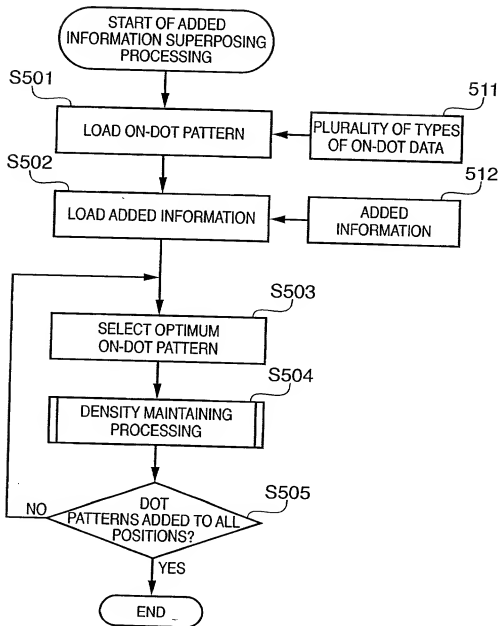 START OF ADDED
INFORMATION SUPERPOSING
PROCESSING
S501
511
LOAD ON-DOT PATTERN
PLURALITY OF TYPES
OF ON-DOT DATA
S502
512
LOAD ADDED INFORMATION
ADDED
INFORMATION
S503
SELECT OPTIMUM
ON-DOT PATTERN
S504
DENSITY MAINTAINING
PROCESSING
S505
DOT
PATTERNS ADDED TO ALL
POSITIONS?
NO
YES
END